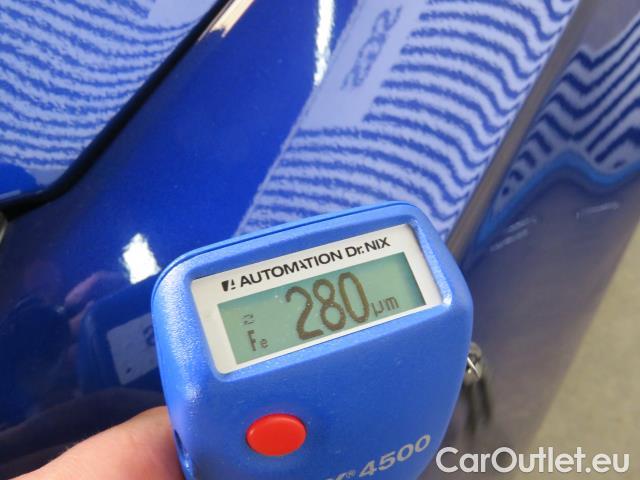 AUTOMATION Dr. NIX
Fe 280 µm
4500
CarOutlet.eu